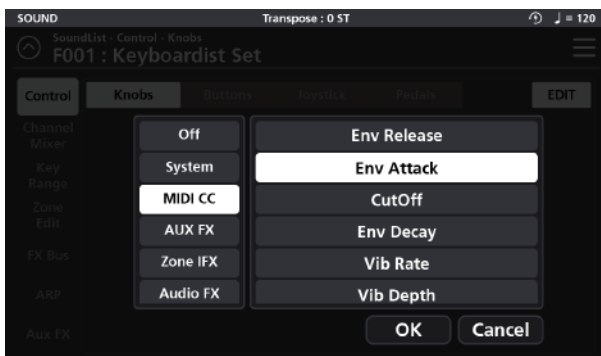 SOUND Transpose : 0 ST ♩ = 120
SoundList - Control - Knobs
F001 : Keyboardist Set
Control Knobs Buttons Joystick Pedals EDIT
Channel
Mixer
Key
Range
Zone
Edit
FX Bus
ARP
Aux FX
Off
System
MIDI CC
AUX FX
Zone IFX
Audio FX
Env Release
Env Attack
CutOff
Env Decay
Vib Rate
Vib Depth
OK Cancel